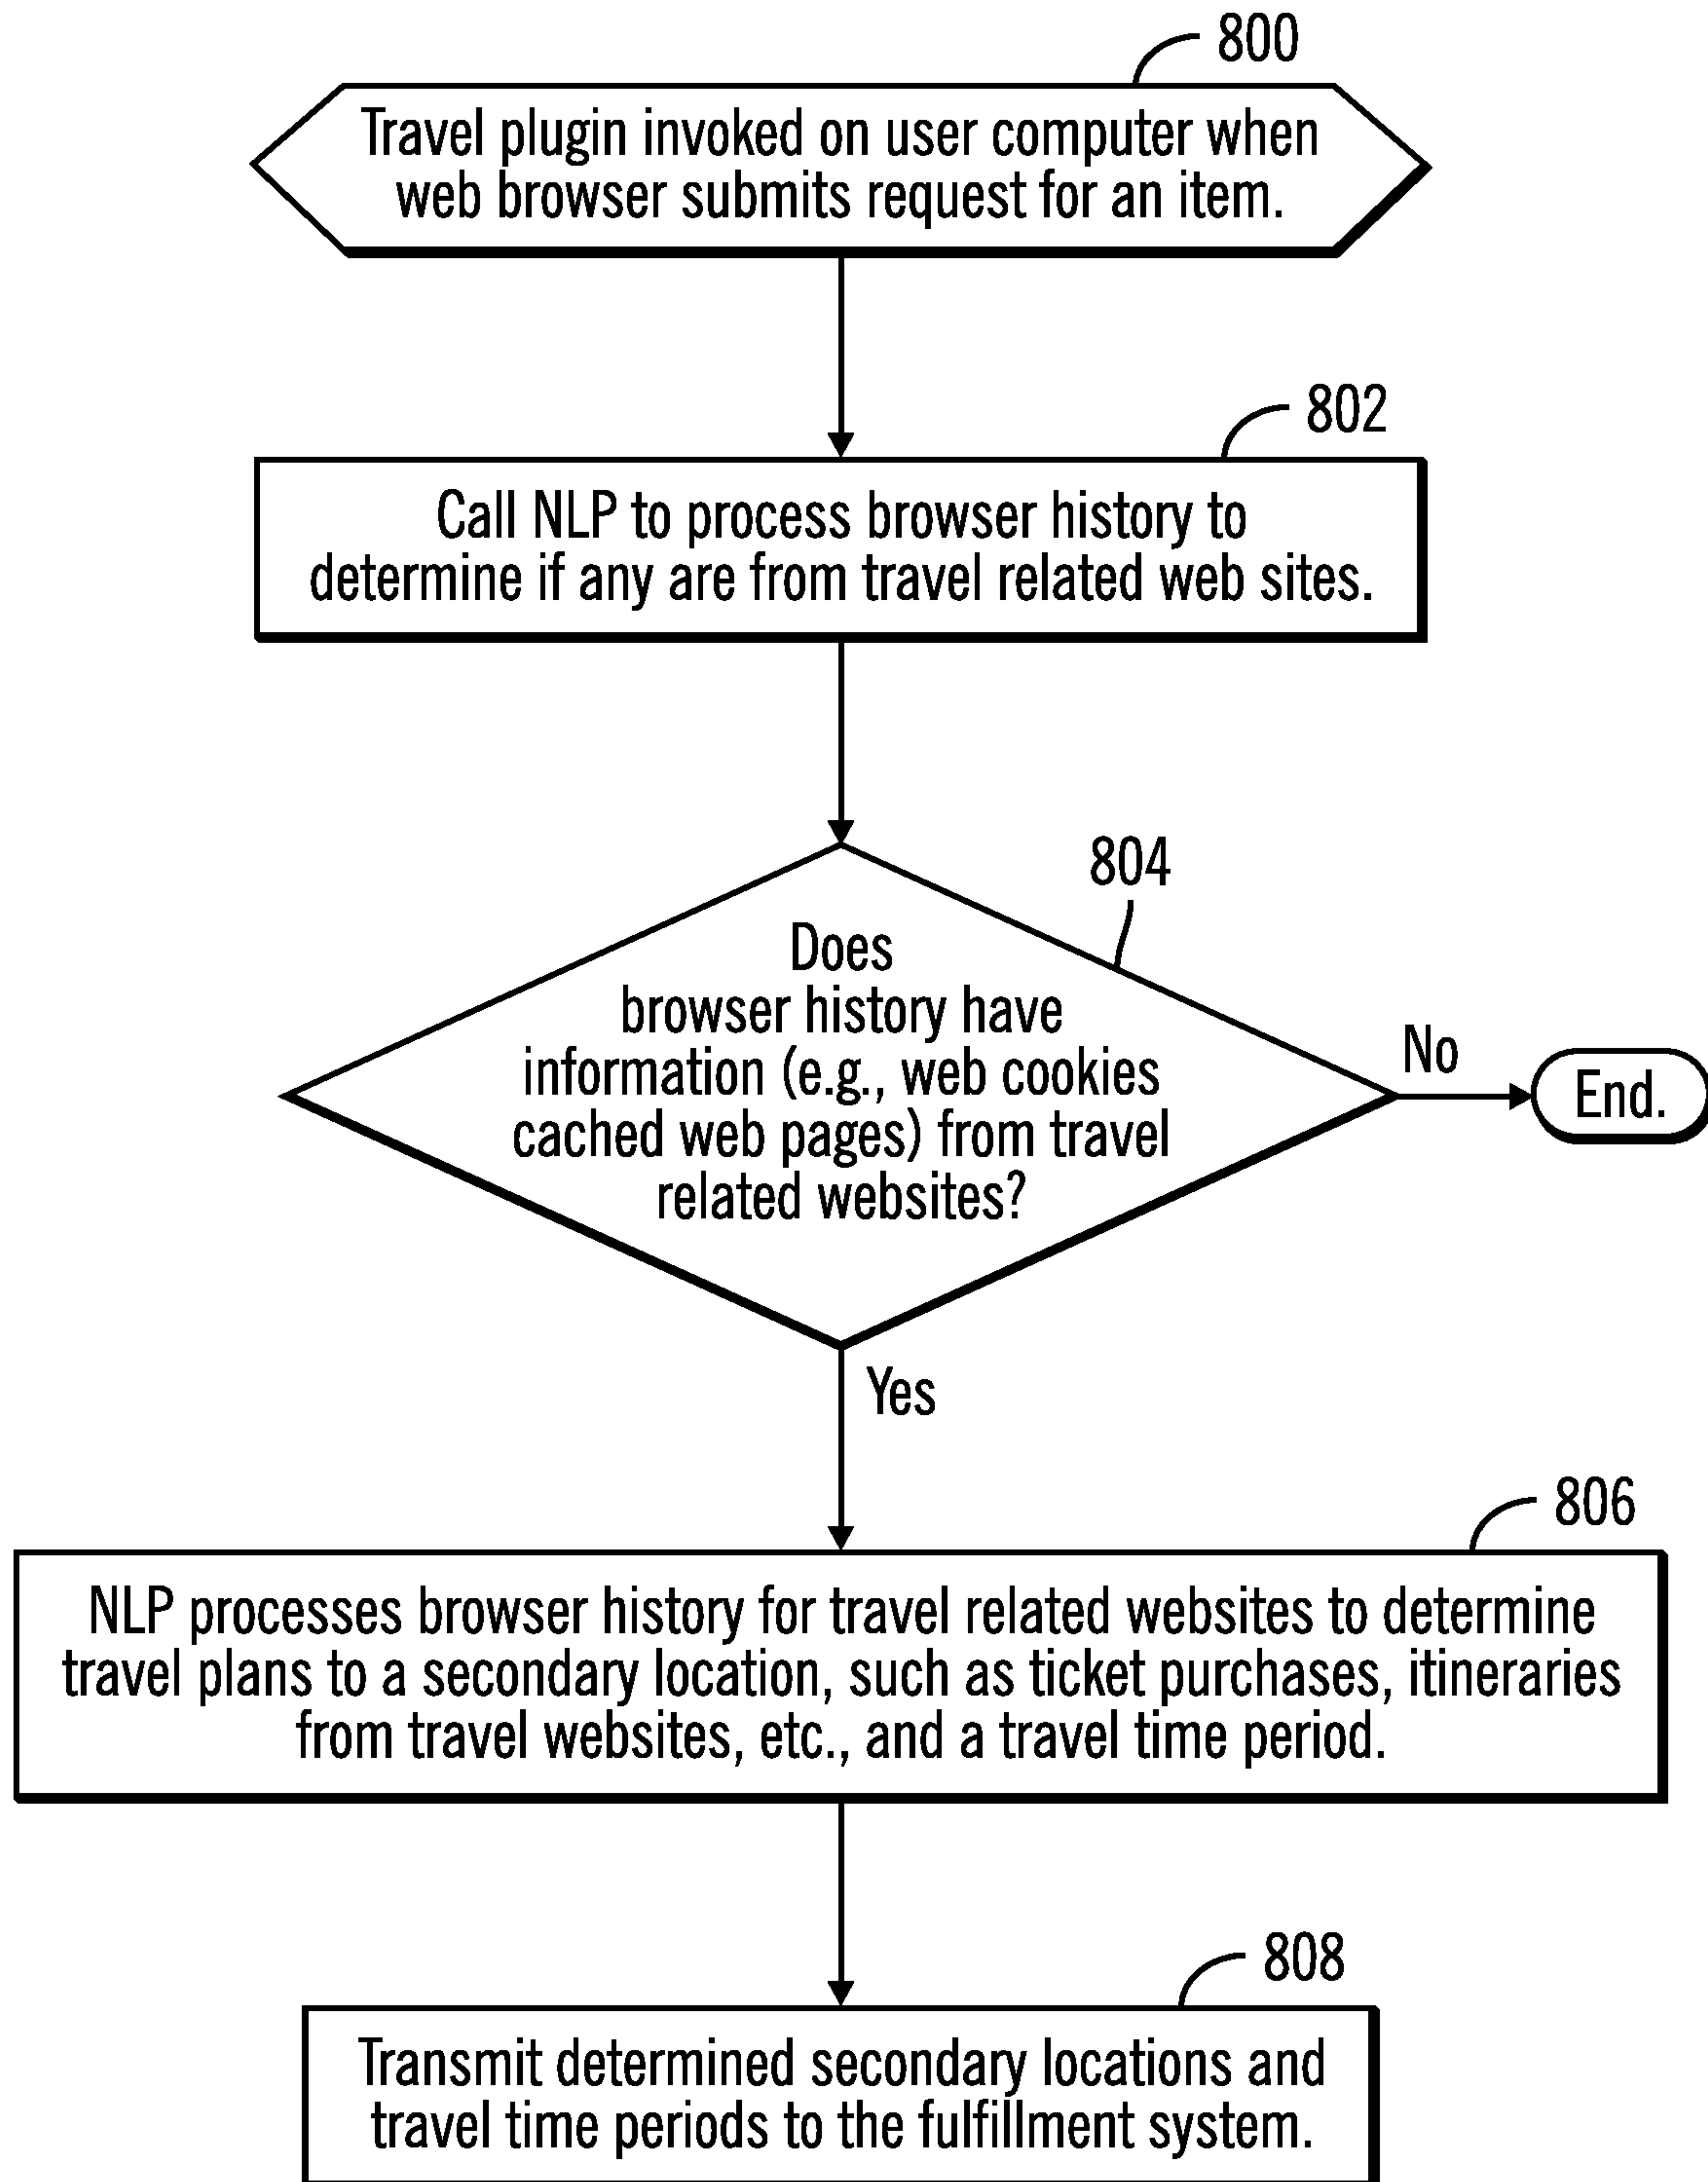 800
Travel plugin invoked on user computer when
web browser submits request for an item.
802
Call NLP to process browser history to
determine if any are from travel related web sites.
804
Does
browser history have
information (e.g., web cookies
cached web pages) from travel
related websites?
No
End.
Yes
806
NLP processes browser history for travel related websites to determine
travel plans to a secondary location, such as ticket purchases, itineraries
from travel websites, etc., and a travel time period.
808
Transmit determined secondary locations and
travel time periods to the fulfillment system.